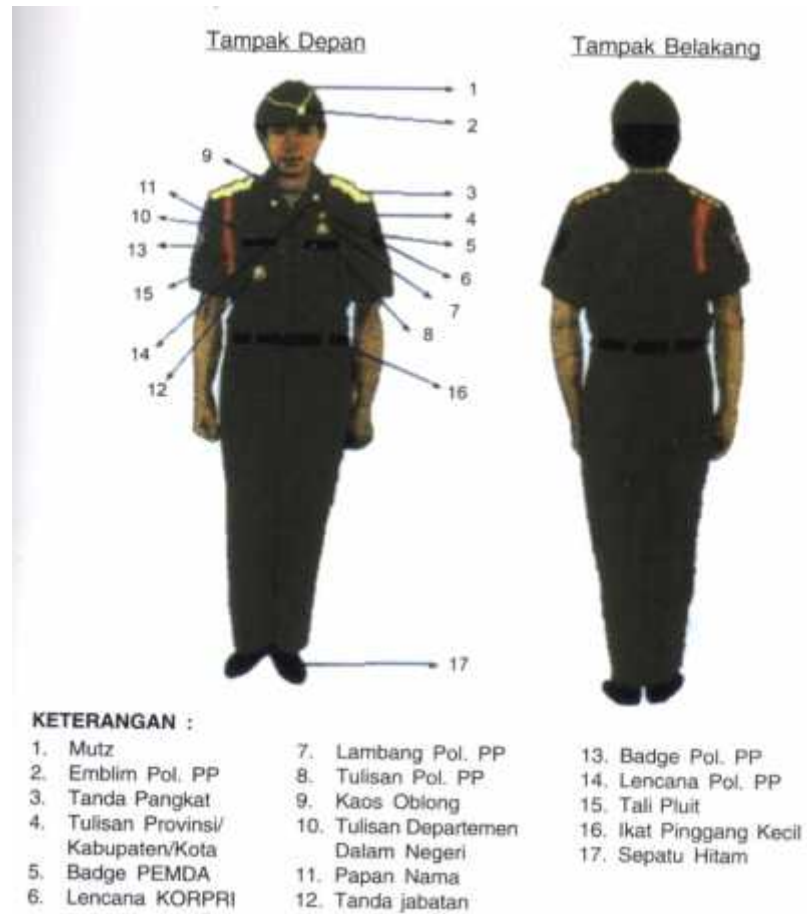 Tampak Depan
Tampak Belakang
1
2
9
11
3
10
4
13
5
6
15
7
8
14
12
16
17
KETERANGAN :
1. Mutz
2. Emblim Pol. PP
3. Tanda Pangkat
4. Tulisan Provinsi/
Kabupaten/Kota
5. Badge PEMDA
6. Lencana KORPRI
7. Lambang Pol. PP
8. Tulisan Pol. PP
9. Kaos Oblong
10. Tulisan Departemen
Dalam Negeri
11. Papan Nama
12. Tanda jabatan
13. Badge Pol. PP
14. Lencana Pol. PP
15. Tali Pluit
16. Ikat Pinggang Kecil
17. Sepatu Hitam